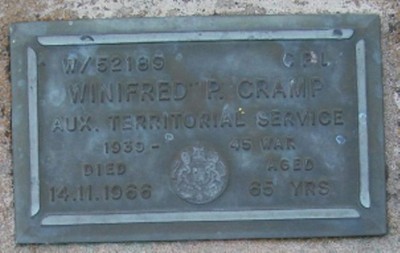 W/52189 CPL
WINIFRED P. CRAMP
AUX. TERRITORIAL SERVICE
1939 - 45 WAR
DIED AGED
14.11.1966 65 YRS.